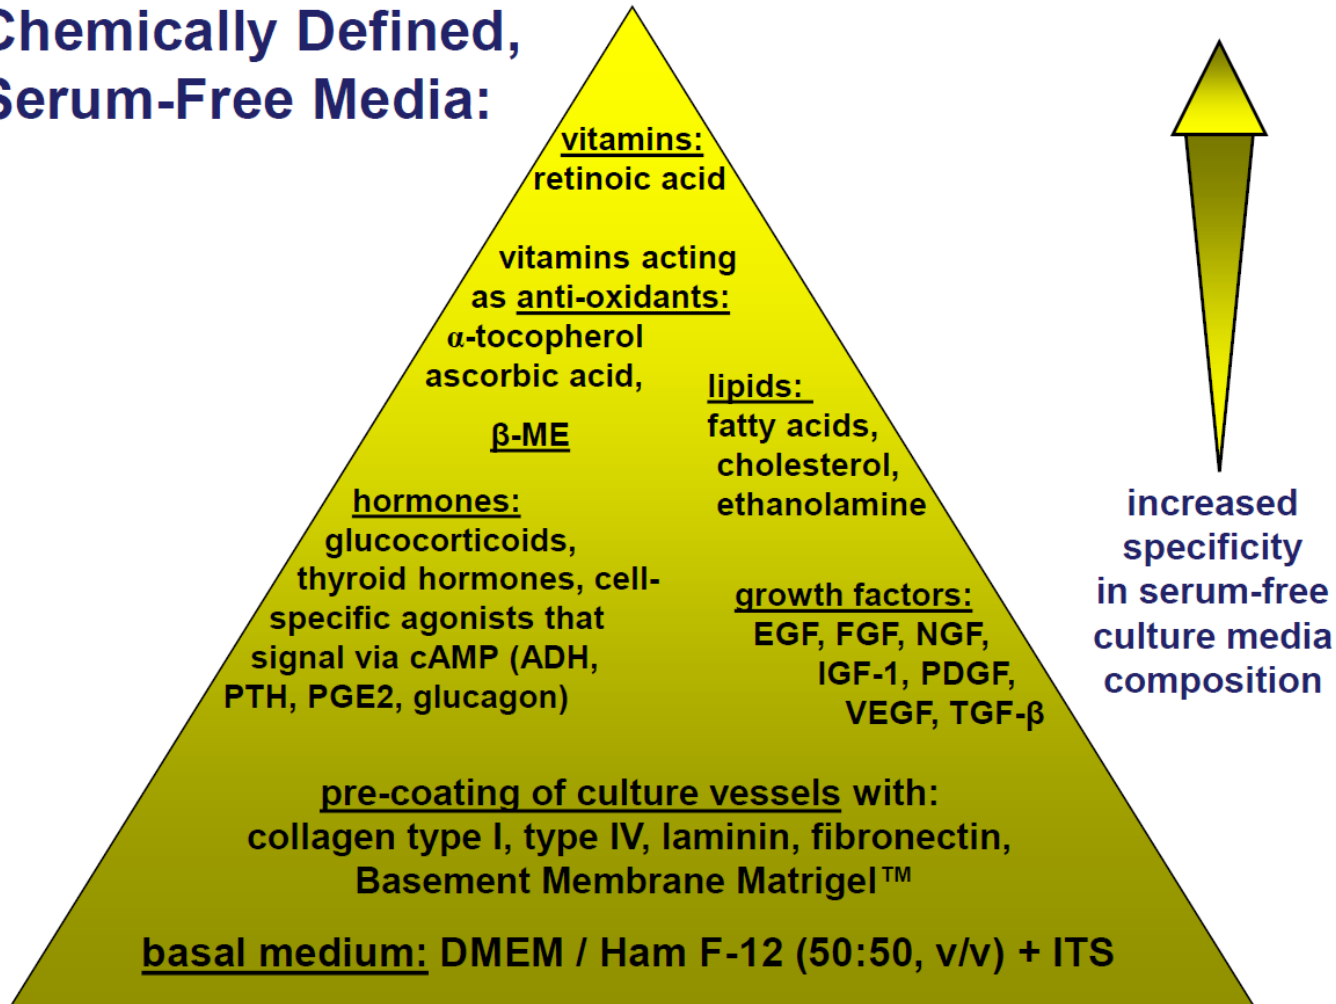 Chemically Defined,
Serum-Free Media:
vitamins:
retinoic acid
vitamins acting
as anti-oxidants:
α-tocopherol
ascorbic acid,
β-ME
lipids:
fatty acids,
cholesterol,
ethanolamine
hormones:
glucocorticoids,
thyroid hormones, cell-
specific agonists that
signal via cAMP (ADH,
PTH, PGE2, glucagon)
growth factors:
EGF, FGF, NGF,
IGF-1, PDGF,
VEGF, TGF-β
pre-coating of culture vessels with:
collagen type I, type IV, laminin, fibronectin,
Basement Membrane Matrigel™
basal medium: DMEM / Ham F-12 (50:50, v/v) + ITS
increased
specificity
in serum-free
culture media
composition